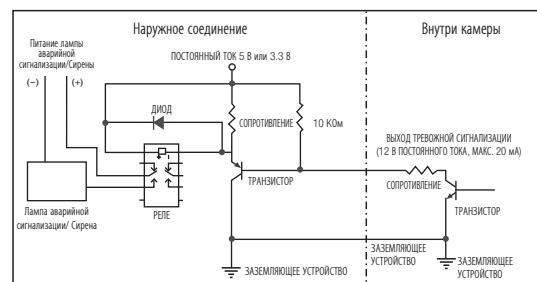 Наружное соединение
Внутри камеры
Питание лампы
аварийной
сигнализации/Сирены
(−)
(+)
ПОСТОЯННЫЙ ТОК 5 В или 3.3 В
ДИОД
СОПРОТИВЛЕНИЕ
10 КОм
ВЫХОД ТРЕВОЖНОЙ СИГНАЛИЗАЦИИ
(12 В ПОСТОЯННОГО ТОКА, МАКС. 20 мА)
ТРАНЗИСТОР
СОПРОТИВЛЕНИЕ
ТРАНЗИСТОР
РЕЛЕ
Лампа аварийной
сигнализации/ Сирена
ЗАЗЕМЛЯЮЩЕЕ УСТРОЙСТВО
ЗАЗЕМЛЯЮЩЕЕ
УСТРОЙСТВО
ЗАЗЕМЛЯЮЩЕЕ
УСТРОЙСТВО